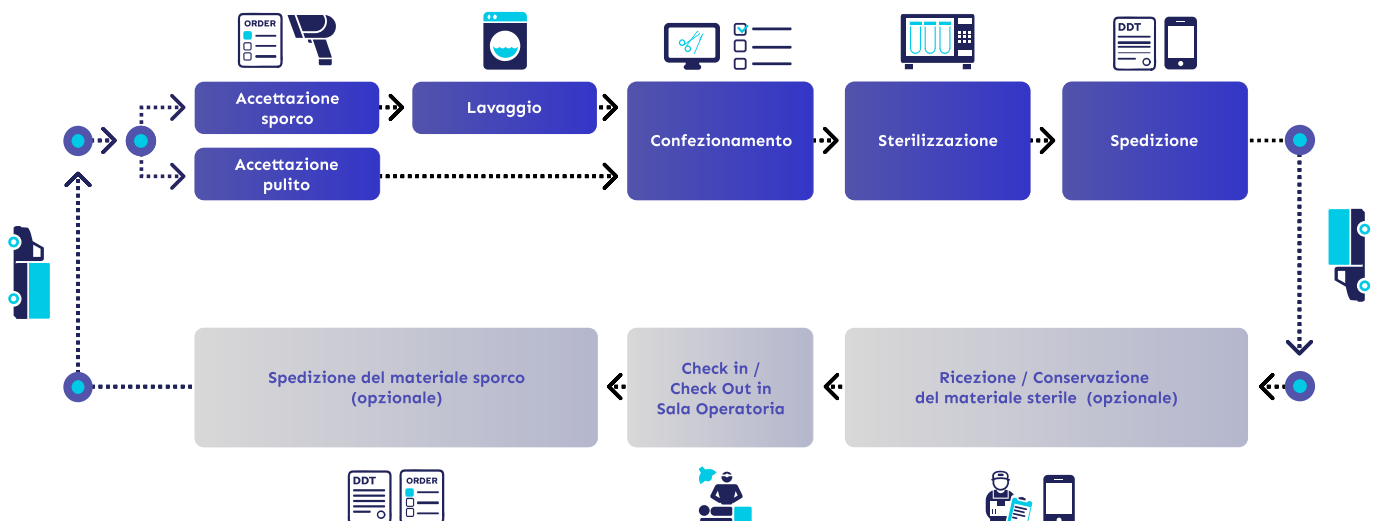 ORDER
DDT
Accettazione
sporco
Lavaggio
Confezionamento
Sterilizzazione
Spedizione
Accettazione
pulito
Spedizione del materiale sporco
(opzionale)
Check in /
Check Out in
Sala Operatoria
Ricezione / Conservazione
del materiale sterile (opzionale)
DDT
ORDER